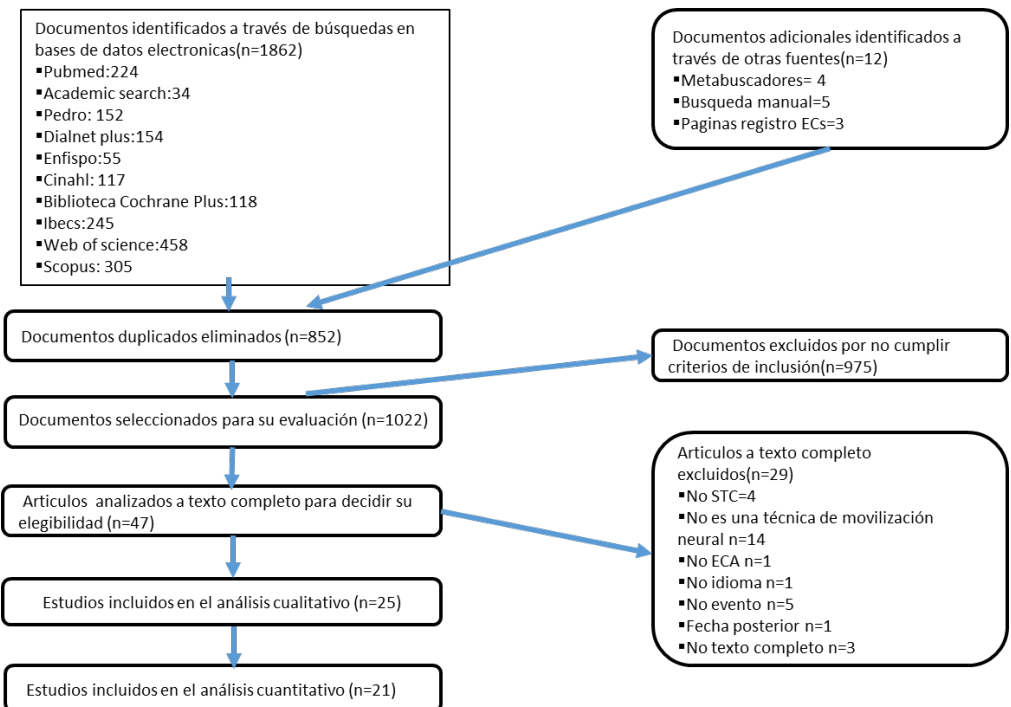 Documentos identificados a través de búsquedas en
bases de datos electronicas(n=1862)
▪Pubmed:224
▪Academic search:34
▪Pedro: 152
▪Dialnet plus:154
▪Enfispo:55
▪Cinahl: 117
▪Biblioteca Cochrane Plus:118
▪Ibecs:245
▪Web of science:458
▪Scopus: 305
Documentos adicionales identificados a
través de otras fuentes(n=12)
▪Metabuscadores= 4
▪Busqueda manual=5
▪Paginas registro ECs=3
Documentos duplicados eliminados (n=852)
Documentos excluidos por no cumplir
criterios de inclusión(n=975)
Documentos seleccionados para su evaluación (n=1022)
Articulos analizados a texto completo para decidir su
elegibilidad (n=47)
Articulos a texto completo
excluidos(n=29)
▪No STC=4
▪No es una técnica de movilización
neural n=14
▪No ECA n=1
▪No idioma n=1
▪No evento n=5
▪Fecha posterior n=1
▪No texto completo n=3
Estudios incluidos en el análisis cualitativo (n=25)
Estudios incluidos en el análisis cuantitativo (n=21)